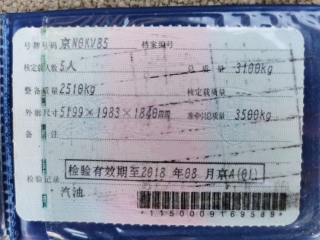 号牌号码 京N0KV85 档案编号
核定载人数 5人 总质量 3100kg
整备质量 2510kg 核定载质量
外廓尺寸 5199×1983×1840mm 准牵引总质量 3500kg
备注
检验有效期至2018年08月京A(01)
检验记录
汽油
*1150009169589*